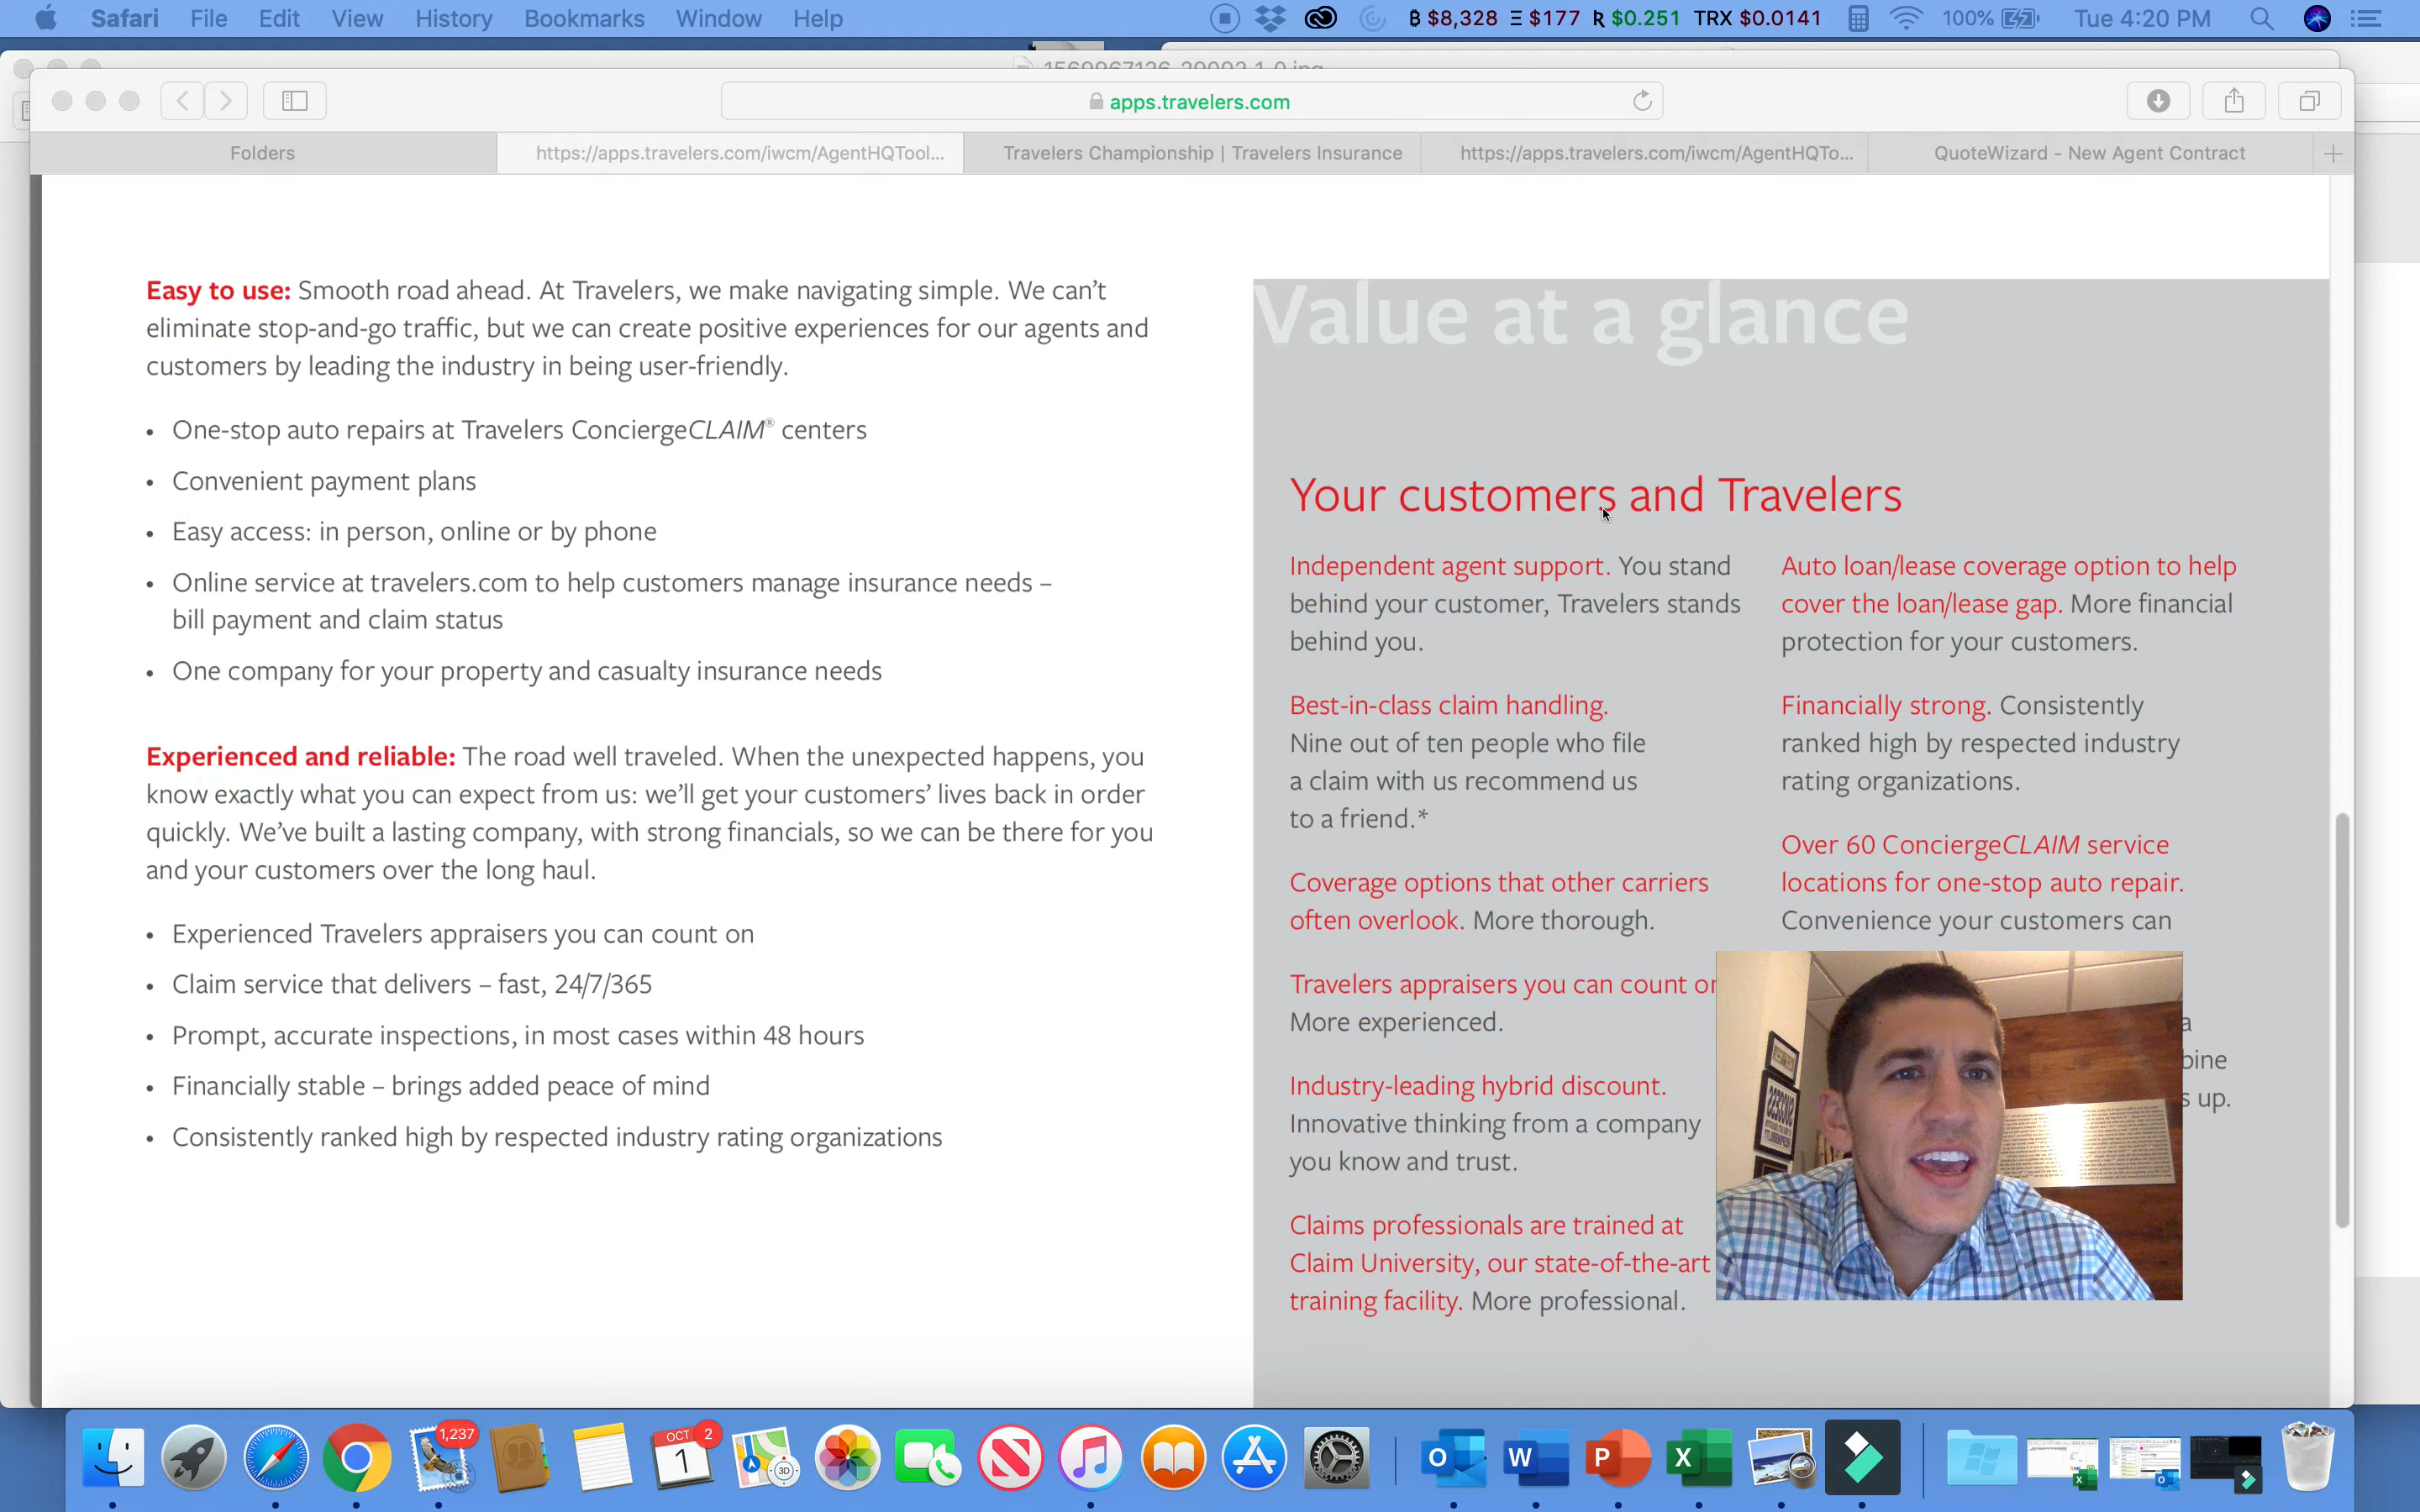 Safari File Edit View History Bookmarks Window Help
$8,328 $177 $0.251 TRX $0.0141 100% Tue 4:20 PM
apps.travelers.com
Folders
https://apps.travelers.com/iwcm/AgentHQTool...
Travelers Championship | Travelers Insurance
https://apps.travelers.com/iwcm/AgentHQTo...
QuoteWizard - New Agent Contract
Easy to use: Smooth road ahead. At Travelers, we make navigating simple. We can't
eliminate stop-and-go traffic, but we can create positive experiences for our agents and
customers by leading the industry in being user-friendly.
• One-stop auto repairs at Travelers ConciergeCLAIM® centers
• Convenient payment plans
• Easy access: in person, online or by phone
• Online service at travelers.com to help customers manage insurance needs –
bill payment and claim status
• One company for your property and casualty insurance needs
Experienced and reliable: The road well traveled. When the unexpected happens, you
know exactly what you can expect from us: we'll get your customers' lives back in order
quickly. We've built a lasting company, with strong financials, so we can be there for you
and your customers over the long haul.
• Experienced Travelers appraisers you can count on
• Claim service that delivers – fast, 24/7/365
• Prompt, accurate inspections, in most cases within 48 hours
• Financially stable – brings added peace of mind
• Consistently ranked high by respected industry rating organizations
Value at a glance
Your customers and Travelers
Independent agent support. You stand
behind your customer, Travelers stands
behind you.
Best-in-class claim handling.
Nine out of ten people who file
a claim with us recommend us
to a friend.*
Coverage options that other carriers
often overlook. More thorough.
Travelers appraisers you can count on
More experienced.
Industry-leading hybrid discount.
Innovative thinking from a company
you know and trust.
Claims professionals are trained at
Claim University, our state-of-the-art
training facility. More professional.
Auto loan/lease coverage option to help
cover the loan/lease gap. More financial
protection for your customers.
Financially strong. Consistently
ranked high by respected industry
rating organizations.
Over 60 ConciergeCLAIM service
locations for one-stop auto repair.
Convenience your customers can
a
bine
s up.
1,237
OCT 2
1
3D
O W P X